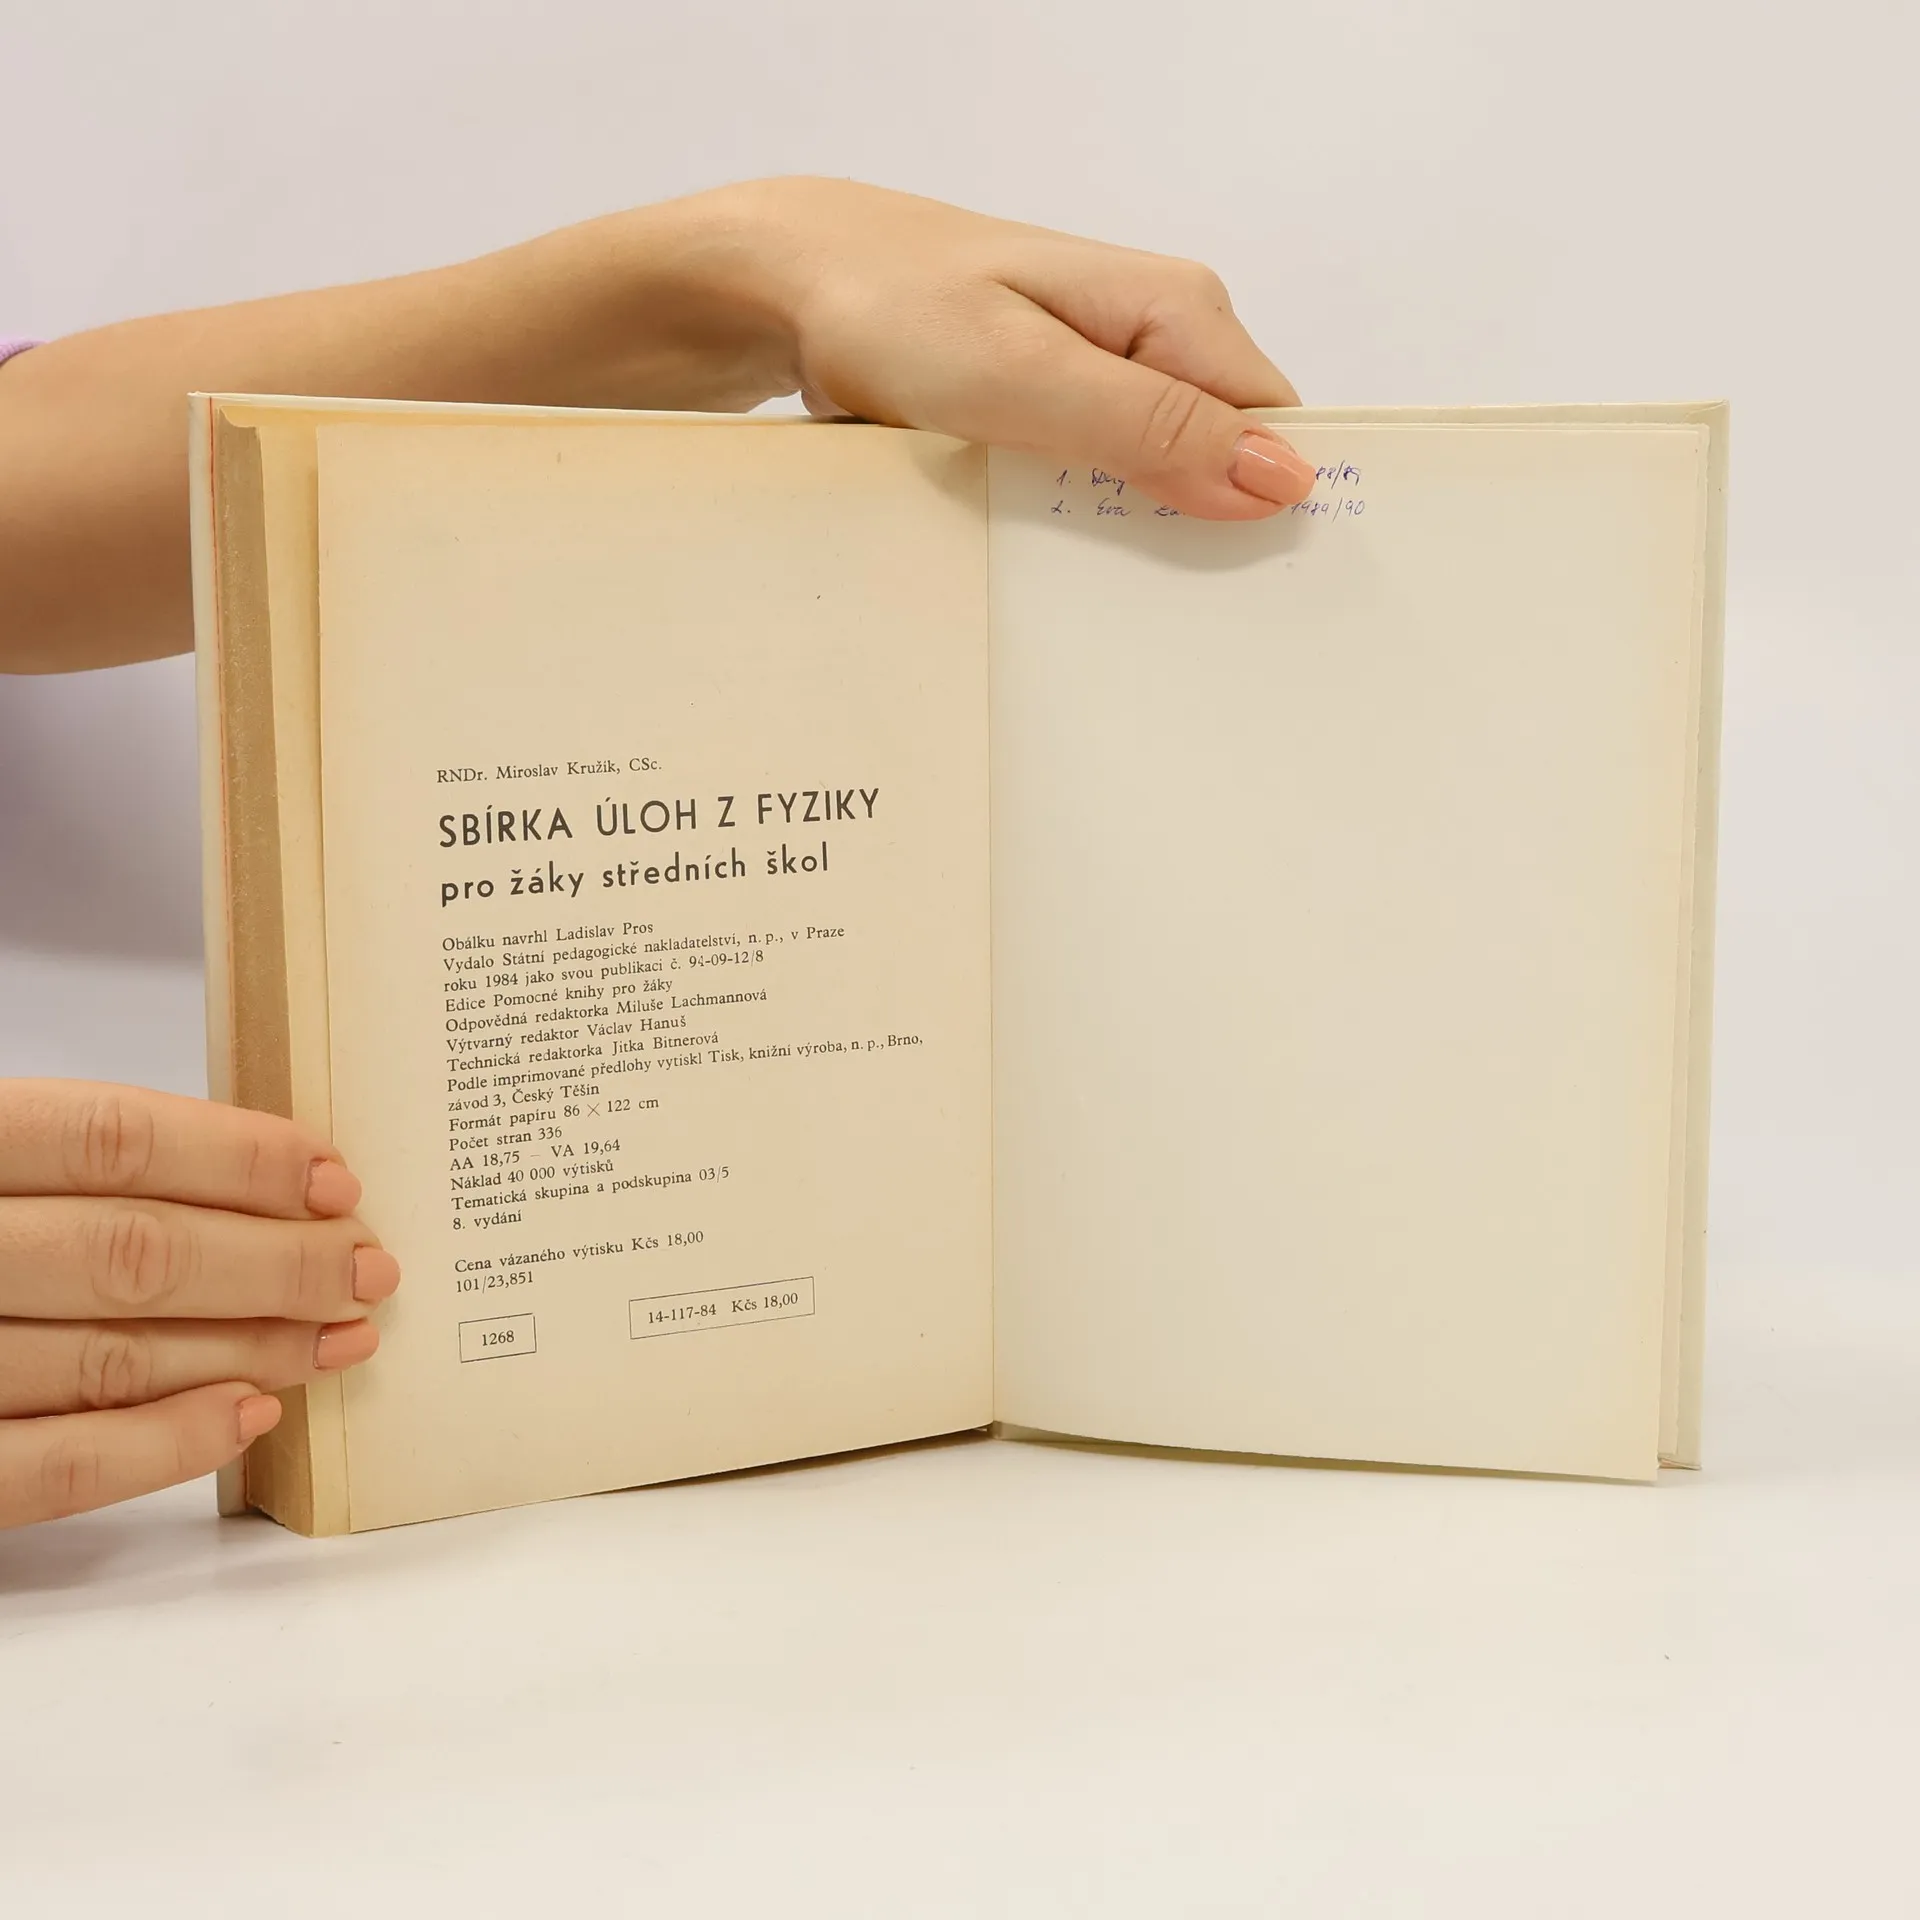 RNDr. Miroslav Kružík, CSc.
SBÍRKA ÚLOH Z FYZIKY
pro žáky středních škol
Obálku navrhl Ladislav Pros
Vydalo Státní pedagogické nakladatelství, n. p., v Praze
roku 1984 jako svou publikaci č. 94-09-12/8
Edice Pomocné knihy pro žáky
Odpovědná redaktorka Miluše Lachmannová
Výtvarný redaktor Václav Hanuš
Technická redaktorka Jitka Bitnerová
Podle imprimované předlohy vytiskl Tisk, knižní výroba, n. p., Brno,
závod 3, Český Těšín
Formát papíru 86 × 122 cm
Počet stran 336
AA 18,75 — VA 19,64
Náklad 40 000 výtisků
Tematická skupina a podskupina 03/5
8. vydání
Cena vázaného výtisku Kčs 18,00
101/23,851
1268
14-117-84 Kčs 18,00
1. 88/89
2. Eva 1989/90